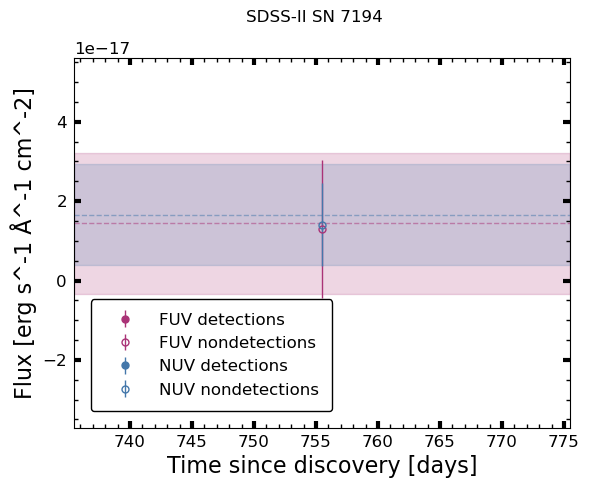 SDSS-II SN 7194
1e−17
4
2
0
−2
Flux [erg s^-1 Å^-1 cm^-2]
FUV detections
FUV nondetections
NUV detections
NUV nondetections
740 745 750 755 760 765 770 775
Time since discovery [days]